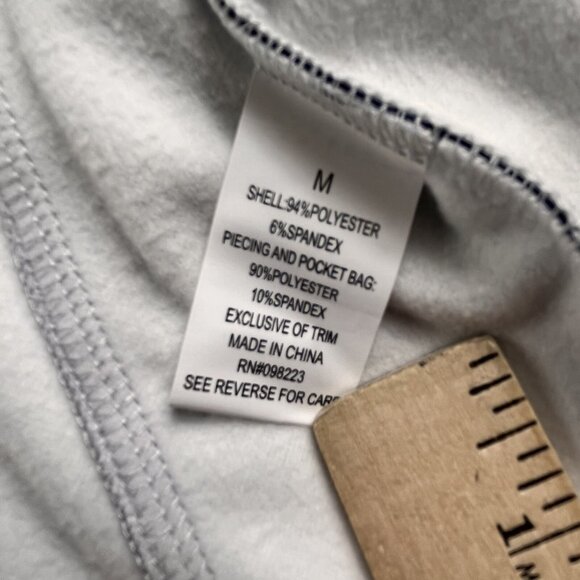 M
SHELL:94%POLYESTER
6%SPANDEX
PIECING AND POCKET BAG:
90%POLYESTER
10%SPANDEX
EXCLUSIVE OF TRIM
MADE IN CHINA
RN#098223
SEE REVERSE FOR
1